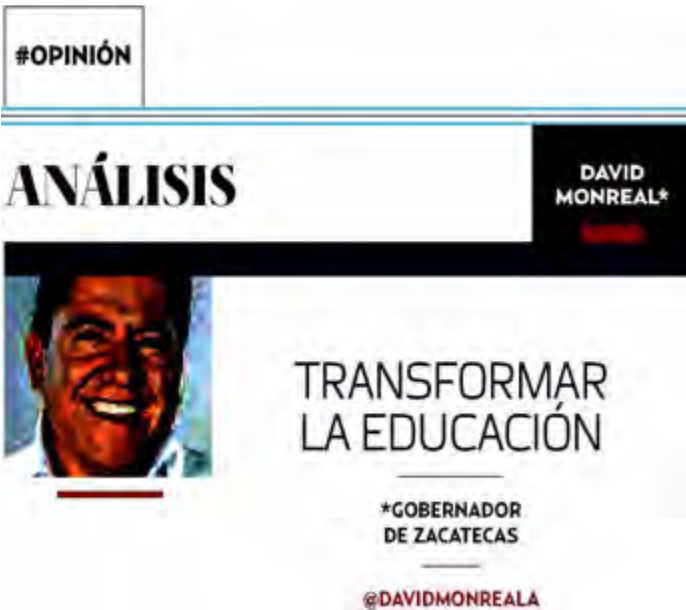 #OPINIÓN
ANÁLISIS
DAVID
MONREAL*
TRANSFORMAR
LA EDUCACIÓN
*GOBERNADOR
DE ZACATECAS
@DAVIDMONREALA